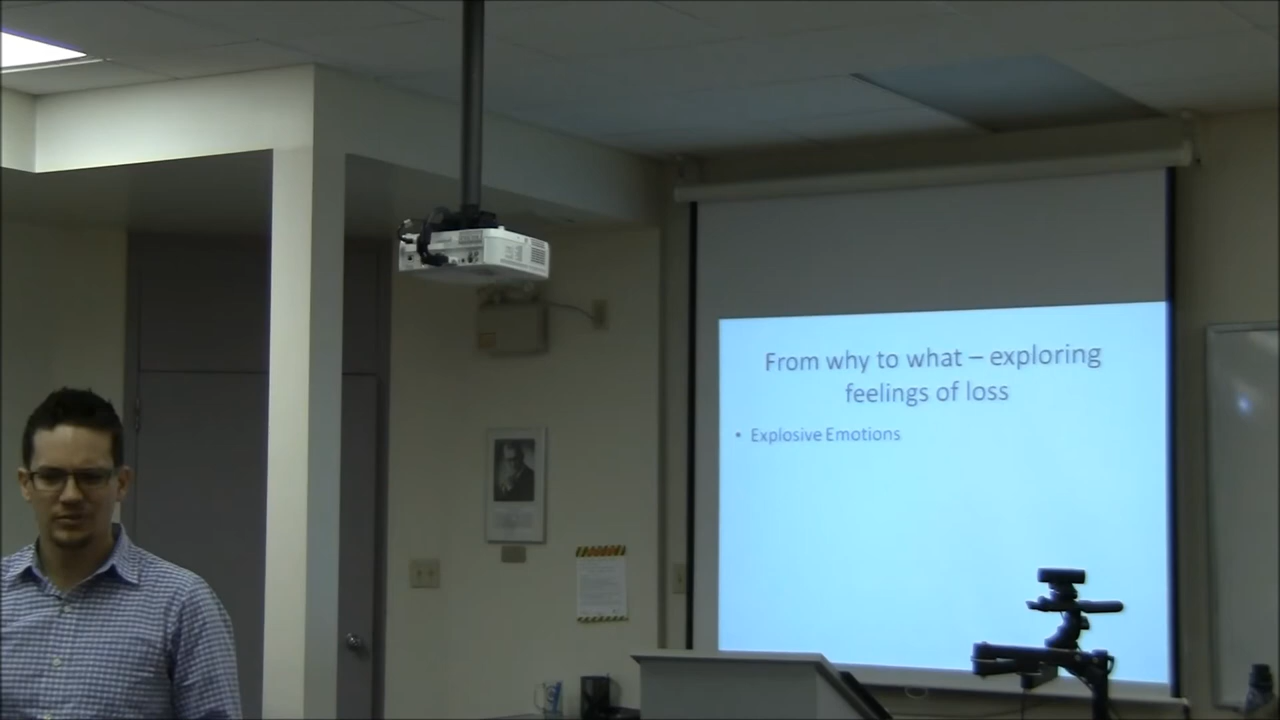 From why to what – exploring
feelings of loss
• Explosive Emotions